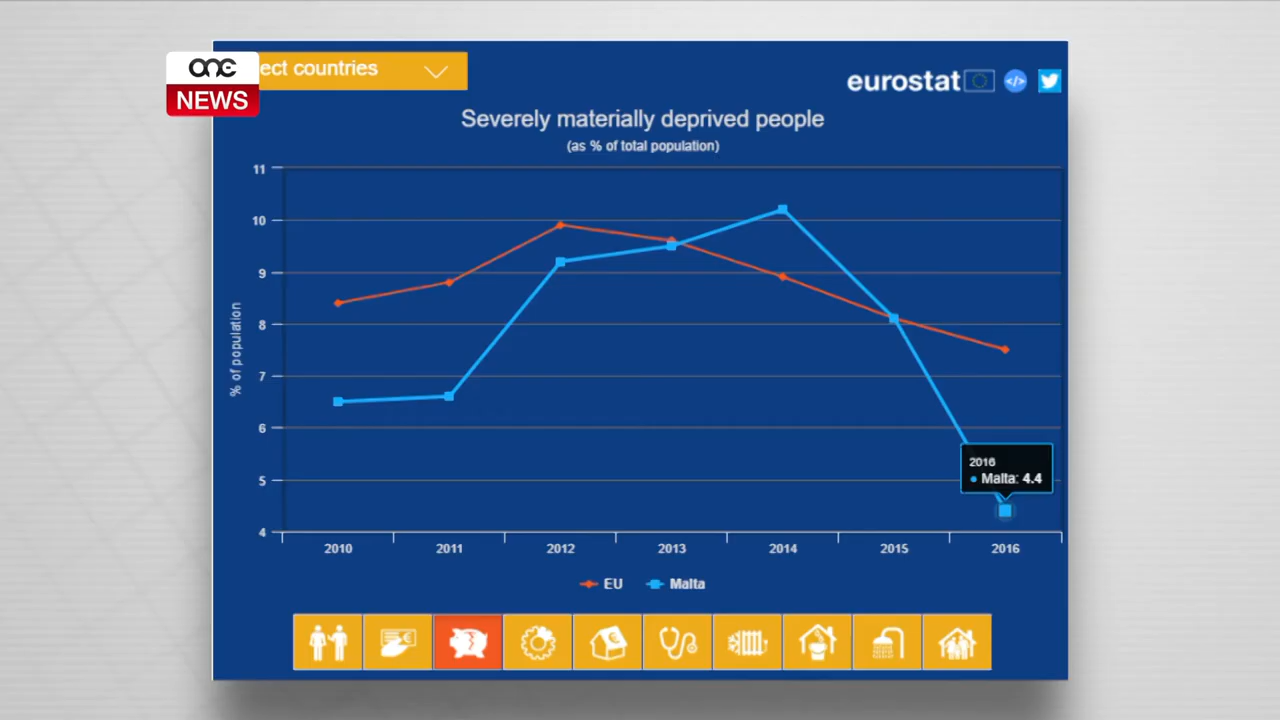 one
NEWS
ect countries
eurostat
</>
Severely materially deprived people
(as % of total population)
% of population
11
10
9
8
7
6
5
4
2016
Malta: 4.4
2010 2011 2012 2013 2014 2015 2016
EU Malta